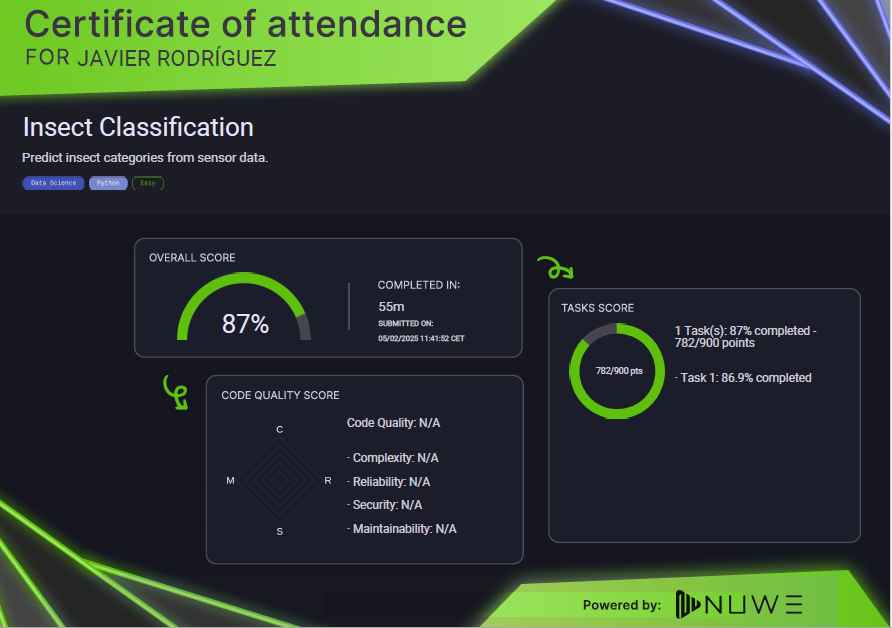 Certificate of attendance
FOR JAVIER RODRÍGUEZ
Insect Classification
Predict insect categories from sensor data.
Data Science Python Easy
OVERALL SCORE
87%
COMPLETED IN:
55m
SUBMITTED ON:
05/02/2025 11:41:52 CET
TASKS SCORE
782/900 pts
1 Task(s): 87% completed -
782/900 points
· Task 1: 86.9% completed
CODE QUALITY SCORE
C
M
R
S
Code Quality: N/A
· Complexity: N/A
· Reliability: N/A
· Security: N/A
· Maintainability: N/A
Powered by: NUWE